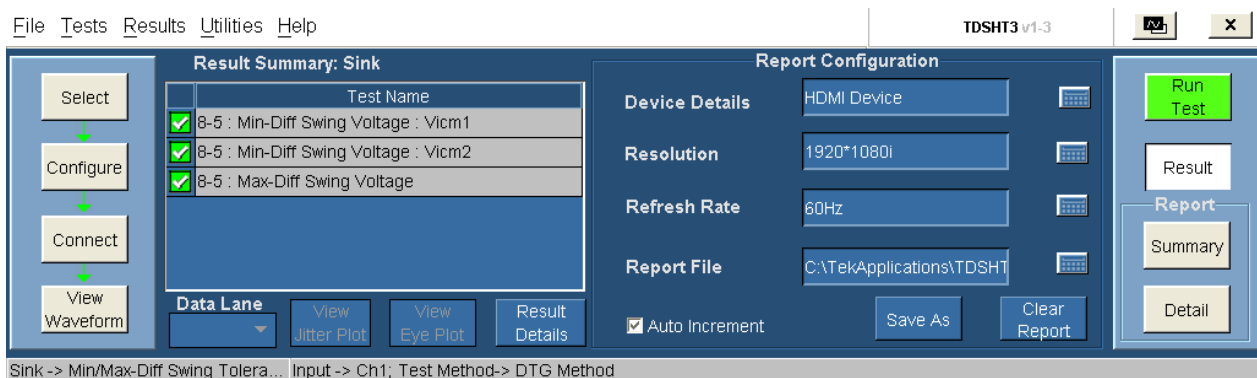 File Tests Results Utilities Help
TDSHT3 v1-3
x
Select
Configure
Connect
View
Waveform
Result Summary: Sink
Test Name
8-5 : Min-Diff Swing Voltage : Vicm1
8-5 : Min-Diff Swing Voltage : Vicm2
8-5 : Max-Diff Swing Voltage
Data Lane
View
Jitter Plot
View
Eye Plot
Result
Details
Report Configuration
Device Details
HDMI Device
Resolution
1920*1080i
Refresh Rate
60Hz
Report File
C:\TekApplications\TDSHT
Auto Increment
Save As
Clear
Report
Run
Test
Result
Report
Summary
Detail
Sink -> Min/Max-Diff Swing Tolera... Input -> Ch1; Test Method-> DTG Method